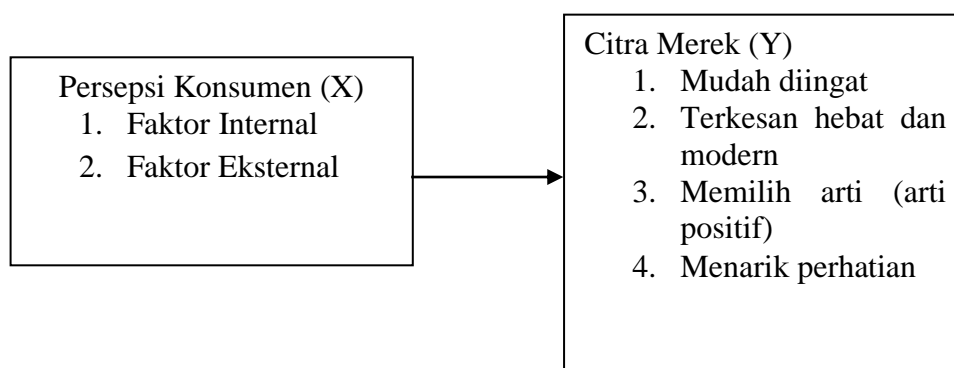 Persepsi Konsumen (X)
1. Faktor Internal
2. Faktor Eksternal
Citra Merek (Y)
1. Mudah diingat
2. Terkesan hebat dan
modern
3. Memilih arti (arti
positif)
4. Menarik perhatian